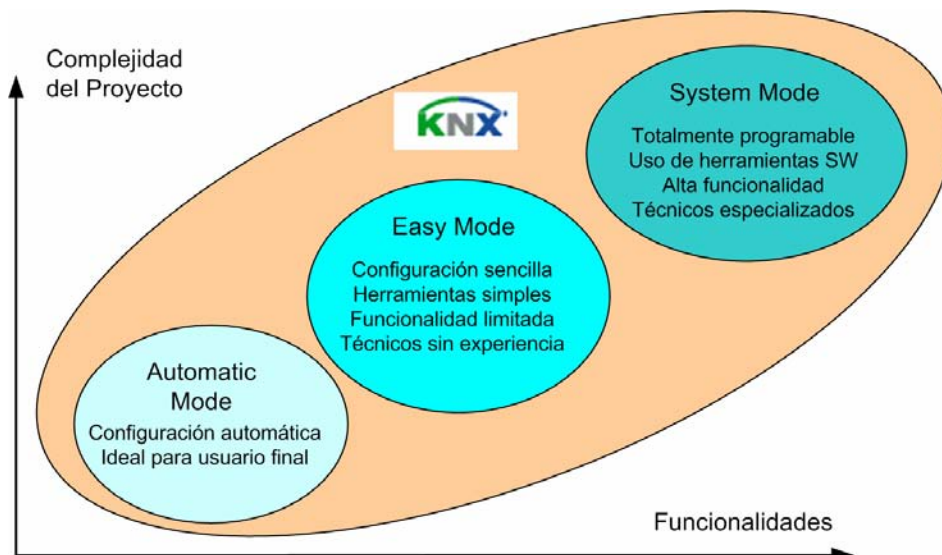 Complejidad
del Proyecto
KNX
System Mode
Totalmente programable
Uso de herramientas SW
Alta funcionalidad
Técnicos especializados
Easy Mode
Configuración sencilla
Herramientas simples
Funcionalidad limitada
Técnicos sin experiencia
Automatic
Mode
Configuración automática
Ideal para usuario final
Funcionalidades